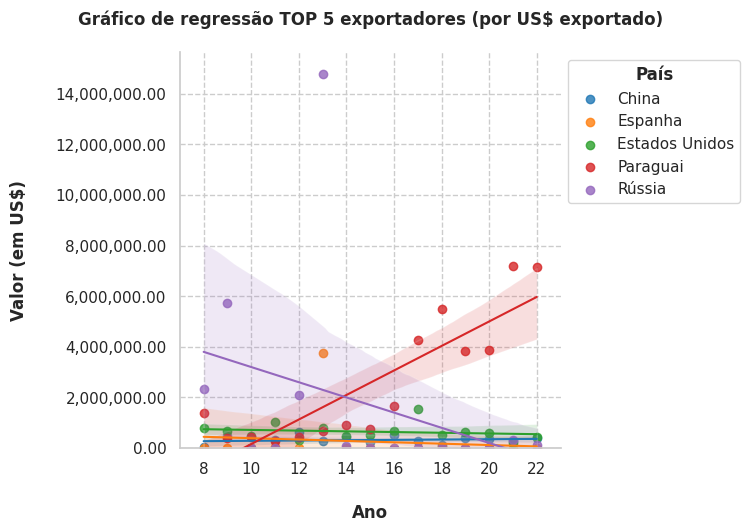 Gráfico de regressão TOP 5 exportadores (por US$ exportado)
14,000,000.00
12,000,000.00
10,000,000.00
8,000,000.00
6,000,000.00
4,000,000.00
2,000,000.00
0.00
Valor (em US$)
8 10 12 14 16 18 20 22
Ano
País
China
Espanha
Estados Unidos
Paraguai
Rússia